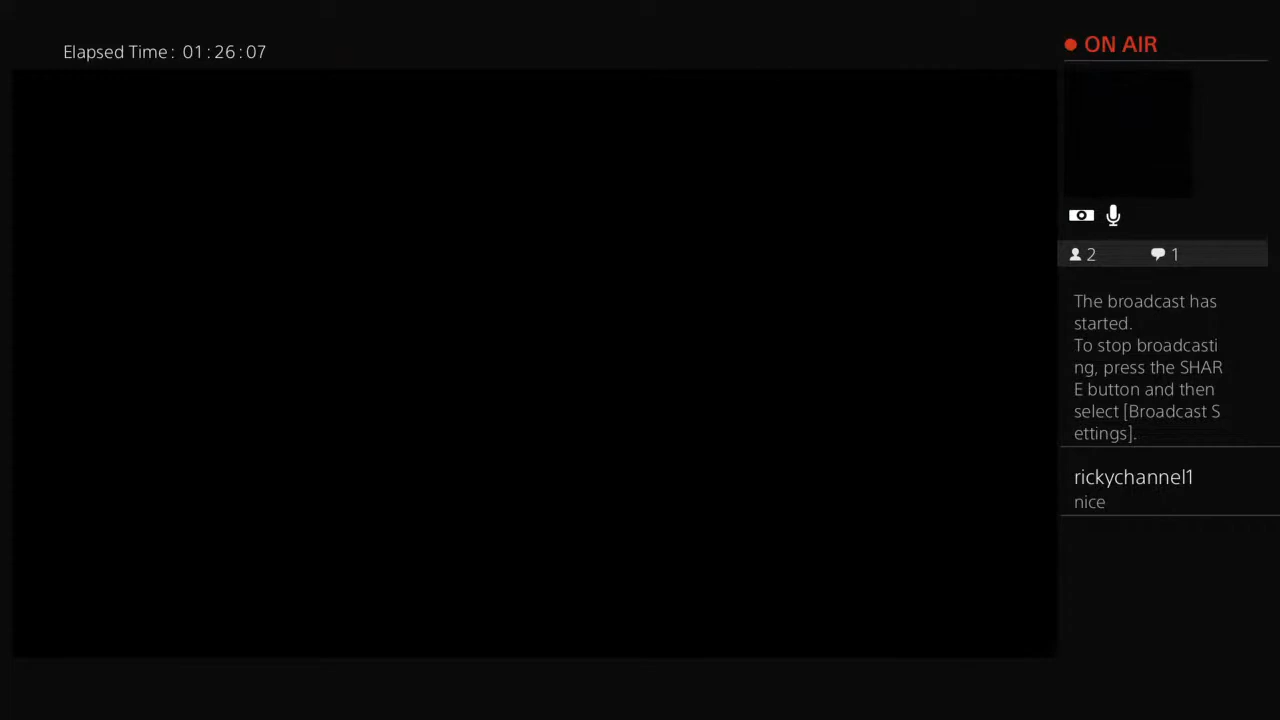 Elapsed Time: 01:26:07
ON AIR
2 1
The broadcast has
started.
To stop broadcasti
ng, press the SHAR
E button and then
select [Broadcast S
ettings].
rickychannel1
nice